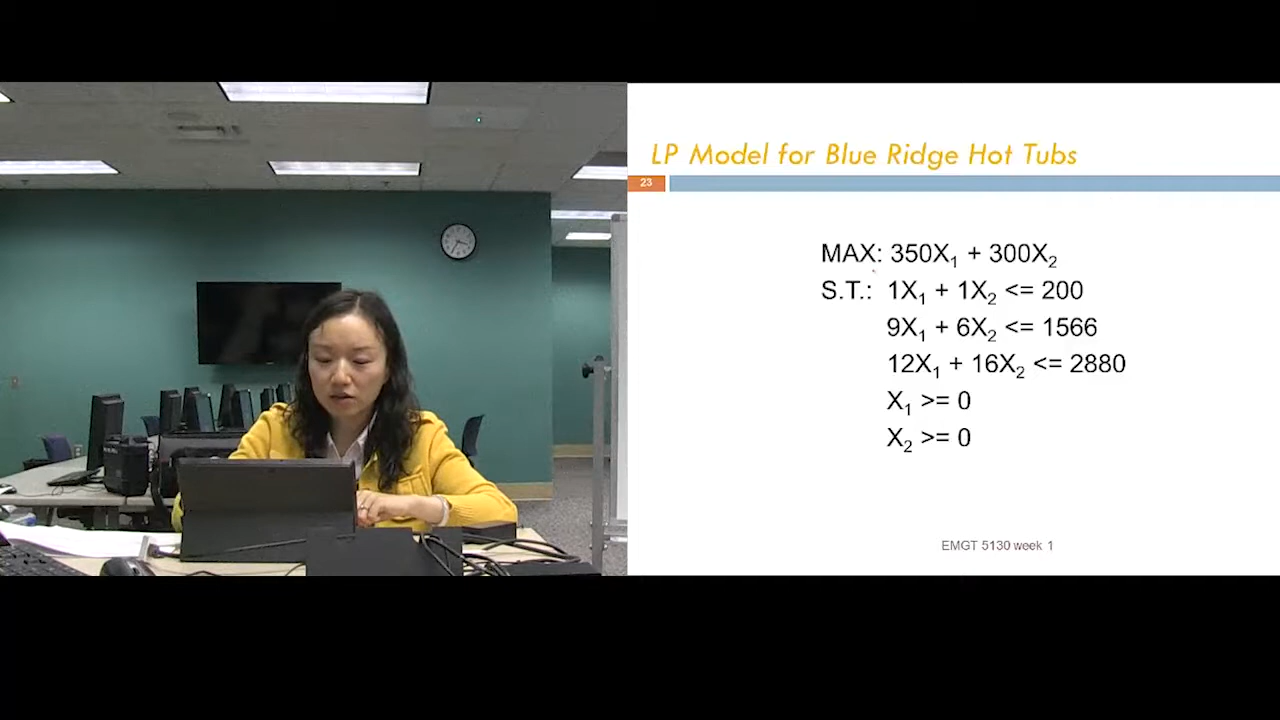 LP Model for Blue Ridge Hot Tubs
23
MAX: 350X₁ + 300X₂
S.T.: 1X₁ + 1X₂ <= 200
9X₁ + 6X₂ <= 1566
12X₁ + 16X₂ <= 2880
X₁ >= 0
X₂ >= 0
EMGT 5130 week 1